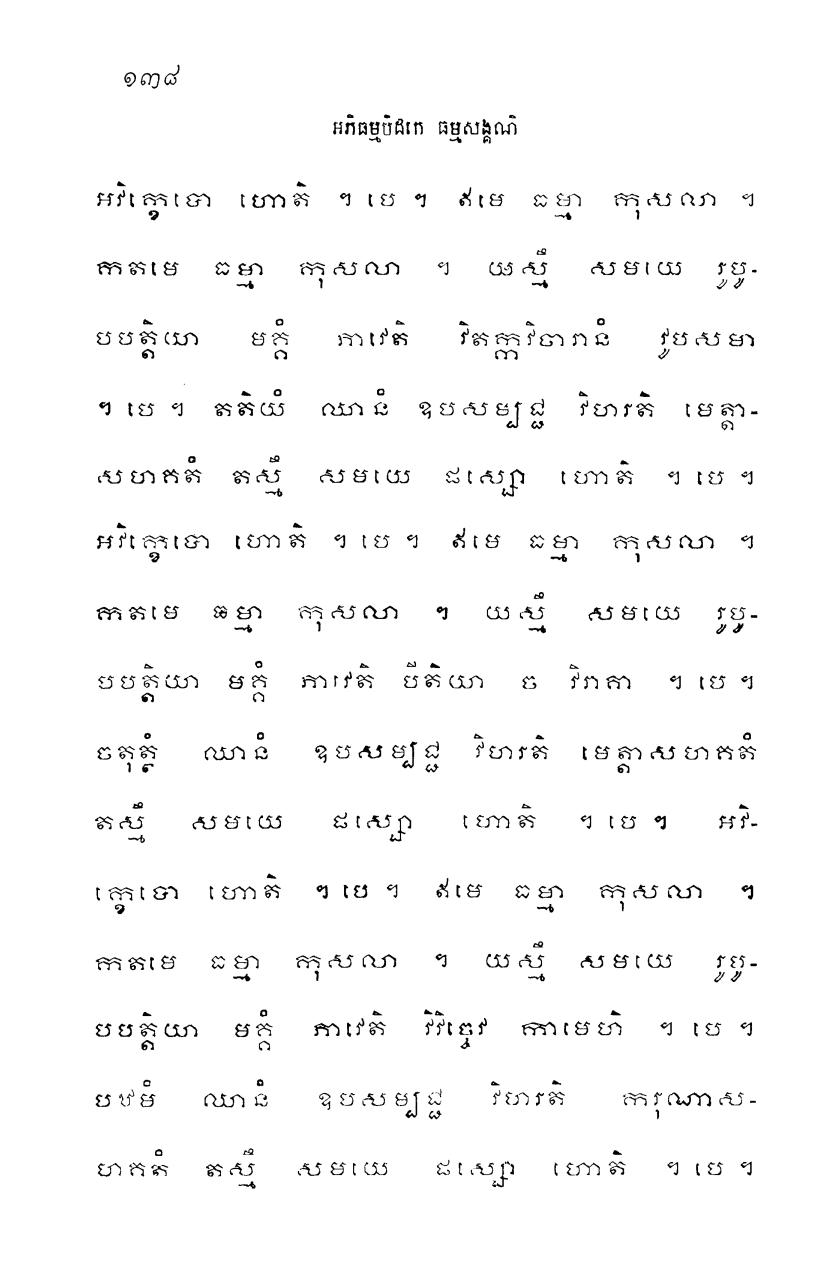 ១៣៨
អភិធម្មបិដកេ ធម្មសង្គណិ
អវិក្ខេបោ ហោតិ ។ បេ ។ ឥមេ ធម្មា កុសលា ។
កតមេ ធម្មា កុសលា ។ យស្មឹ សមយេ រូបូ-
បបត្តិយា មគ្គំ ភាវេតិ វិតក្កវិចារានំ វូបសមា
។ បេ ។ តតិយំ ឈានំ ឧបសម្បជ្ជ វិហរតិ មេត្តា-
សហគតំ តស្មឹ សមយេ ផស្សោ ហោតិ ។ បេ ។
អវិក្ខេបោ ហោតិ ។ បេ ។ ឥមេ ធម្មា កុសលា ។
កតមេ ធម្មា កុសលា ។ យស្មឹ សមយេ រូបូ-
បបត្តិយា មគ្គំ ភាវេតិ បីតិយា ច វិរាគា ។ បេ ។
ចតុត្ថំ ឈានំ ឧបសម្បជ្ជ វិហរតិ មេត្តាសហគតំ
តស្មឹ សមយេ ផស្សោ ហោតិ ។ បេ ។ អវិ-
ក្ខេបោ ហោតិ ។ បេ ។ ឥមេ ធម្មា កុសលា ។
កតមេ ធម្មា កុសលា ។ យស្មឹ សមយេ រូបូ-
បបត្តិយា មគ្គំ ភាវេតិ វិវិច្ចេវ កាមេហិ ។ បេ ។
បឋមំ ឈានំ ឧបសម្បជ្ជ វិហរតិ ករុណាស-
ហគតំ តស្មឹ សមយេ ផស្សោ ហោតិ ។ បេ ។